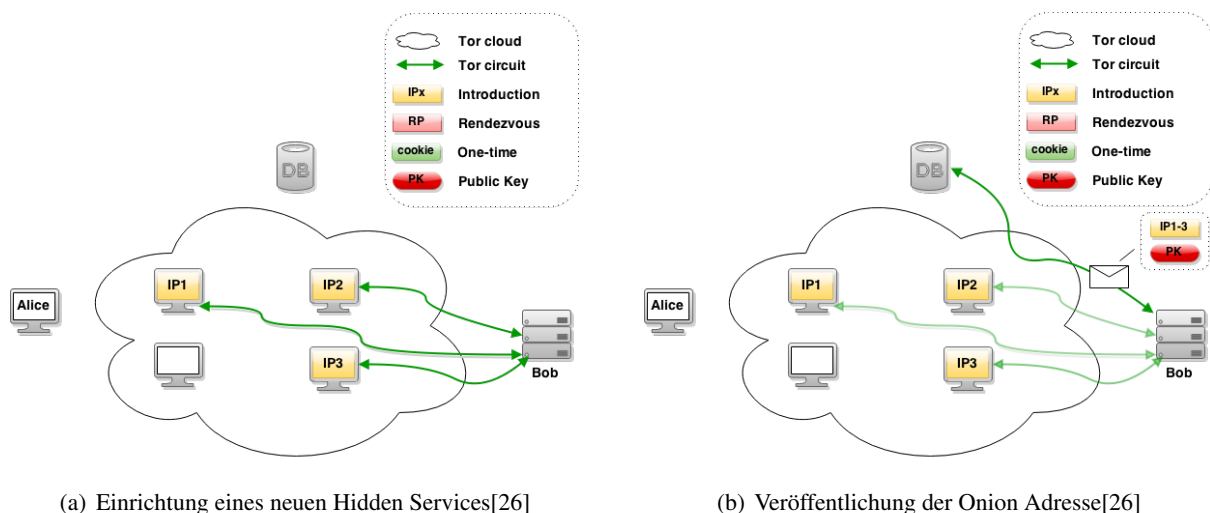 Tor cloud
Tor circuit
IPx Introduction
RP Rendezvous
cookie One-time
PK Public Key
DB
Alice
IP1
IP2
IP3
Bob
(a) Einrichtung eines neuen Hidden Services[26]
Tor cloud
Tor circuit
IPx Introduction
RP Rendezvous
cookie One-time
PK Public Key
DB
IP1-3
PK
Alice
IP1
IP2
IP3
Bob
(b) Veröffentlichung der Onion Adresse[26]